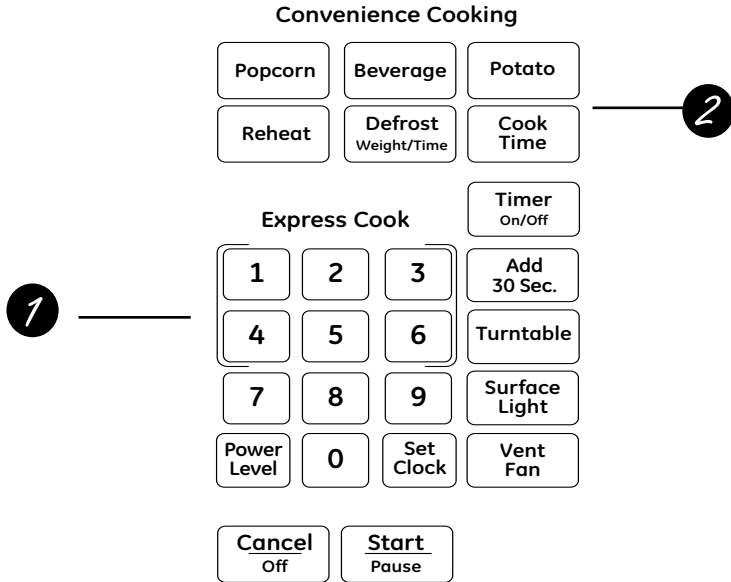 Convenience Cooking
Popcorn
Beverage
Potato
2
Reheat
Defrost
Weight/Time
Cook
Time
Timer
On/Off
Express Cook
1
2
3
Add
30 Sec.
1
4
5
6
Turntable
7
8
9
Surface
Light
Power
Level
0
Set
Clock
Vent
Fan
Cancel
Off
Start
Pause